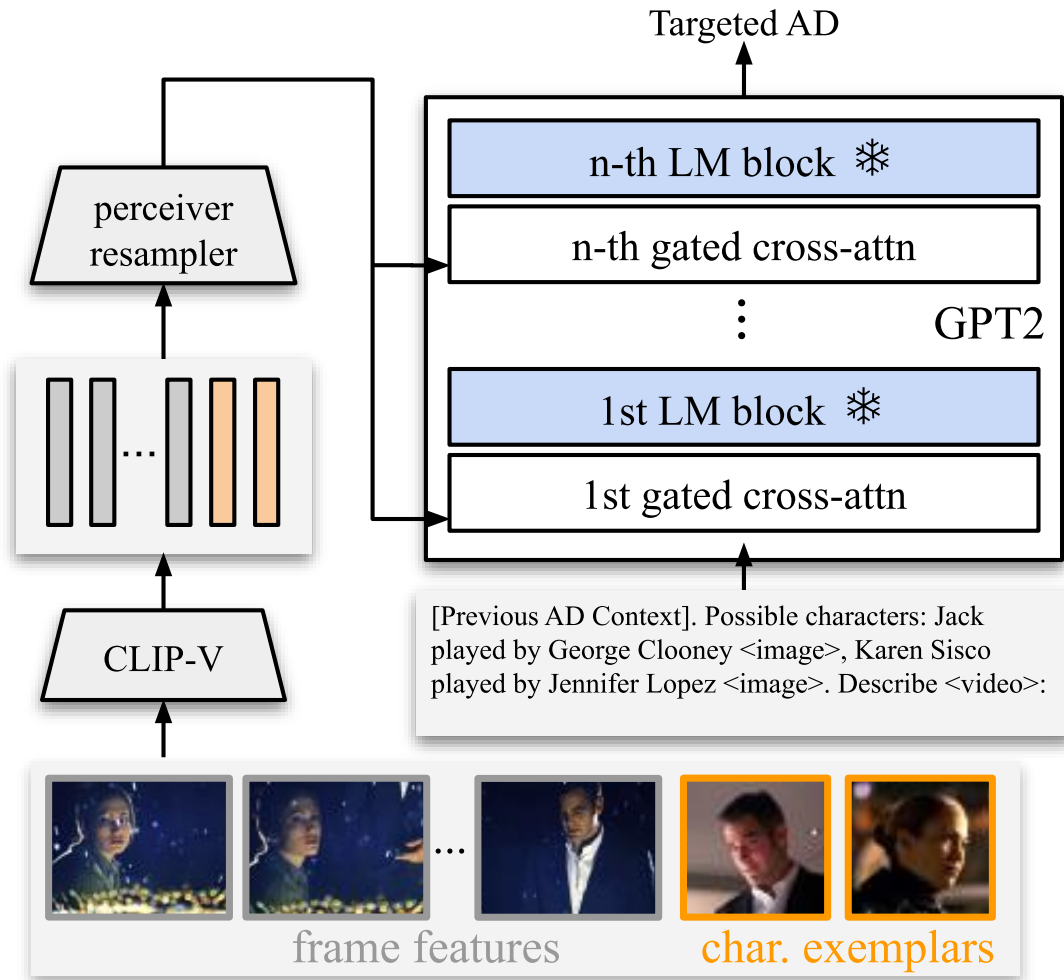 Targeted AD
n-th LM block
n-th gated cross-attn
GPT2
1st LM block
1st gated cross-attn
perceiver
resampler
...
CLIP-V
[Previous AD Context]. Possible characters: Jack
played by George Clooney <image>, Karen Sisco
played by Jennifer Lopez <image>. Describe <video>:
...
frame features
char. exemplars